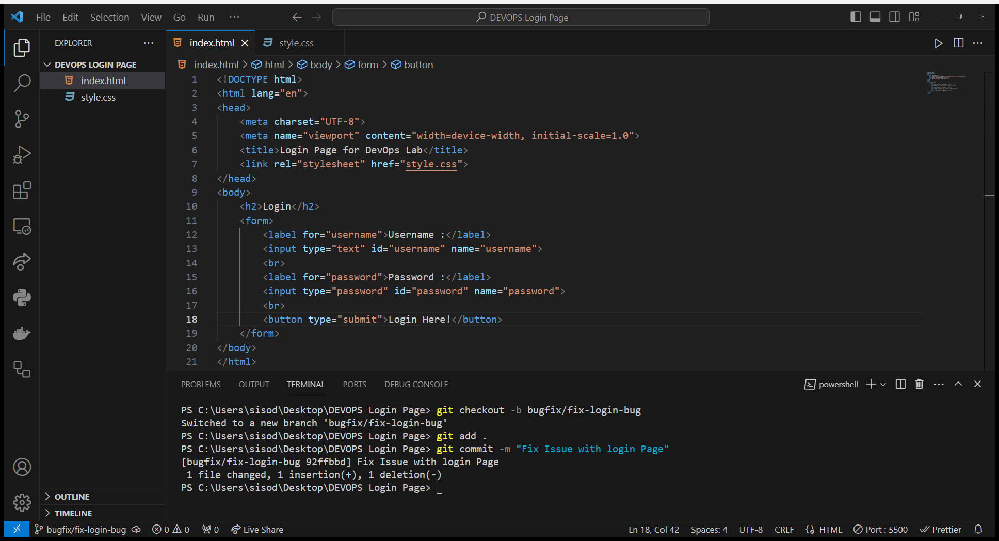 File Edit Selection View Go Run ··· DEVOPS Login Page
EXPLORER ···
DEVOPS LOGIN PAGE
index.html
style.css
OUTLINE
TIMELINE
index.html style.css
index.html > html > body > form > button
1 <!DOCTYPE html>
2 <html lang="en">
3 <head>
4 <meta charset="UTF-8">
5 <meta name="viewport" content="width=device-width, initial-scale=1.0">
6 <title>Login Page for DevOps Lab</title>
7 <link rel="stylesheet" href="style.css">
8 </head>
9 <body>
10 <h2>Login</h2>
11 <form>
12 <label for="username">Username :</label>
13 <input type="text" id="username" name="username">
14 <br>
15 <label for="password">Password :</label>
16 <input type="password" id="password" name="password">
17 <br>
18 <button type="submit">Login Here!</button>
19 </form>
20 </body>
21 </html>
PROBLEMS OUTPUT TERMINAL PORTS DEBUG CONSOLE powershell
PS C:\Users\sisod\Desktop\DEVOPS Login Page> git checkout -b bugfix/fix-login-bug
Switched to a new branch 'bugfix/fix-login-bug'
PS C:\Users\sisod\Desktop\DEVOPS Login Page> git add .
PS C:\Users\sisod\Desktop\DEVOPS Login Page> git commit -m "Fix Issue with login Page"
[bugfix/fix-login-bug 92ffbbd] Fix Issue with login Page
1 file changed, 1 insertion(+), 1 deletion(-)
PS C:\Users\sisod\Desktop\DEVOPS Login Page>
bugfix/fix-login-bug 0 0 0 Live Share Ln 18, Col 42 Spaces: 4 UTF-8 CRLF HTML Port : 5500 Prettier